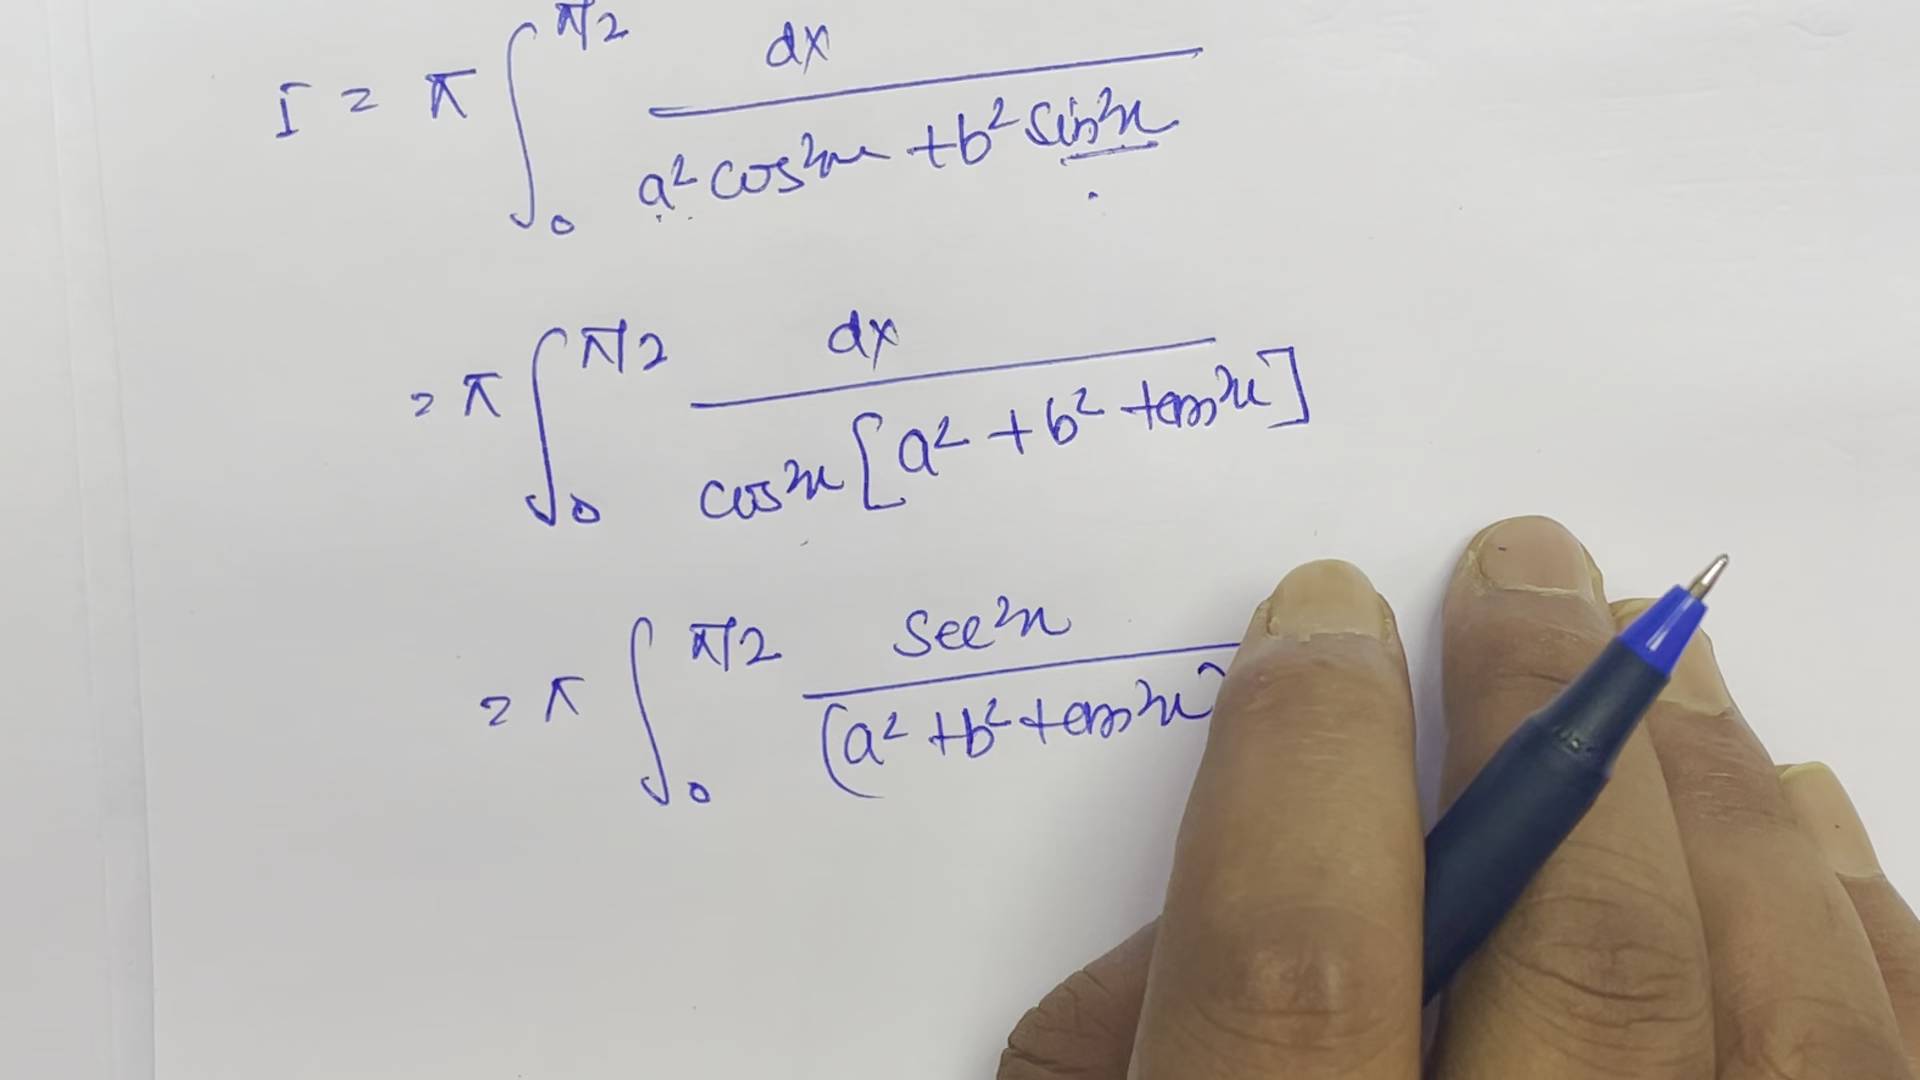 I = π ∫₀^{π/2} dx / (a² cos²x + b² sin²x)
= π ∫₀^{π/2} dx / (cos²x [a² + b² tan²x])
= π ∫₀^{π/2} sec²x / (a² + b² tan²x)